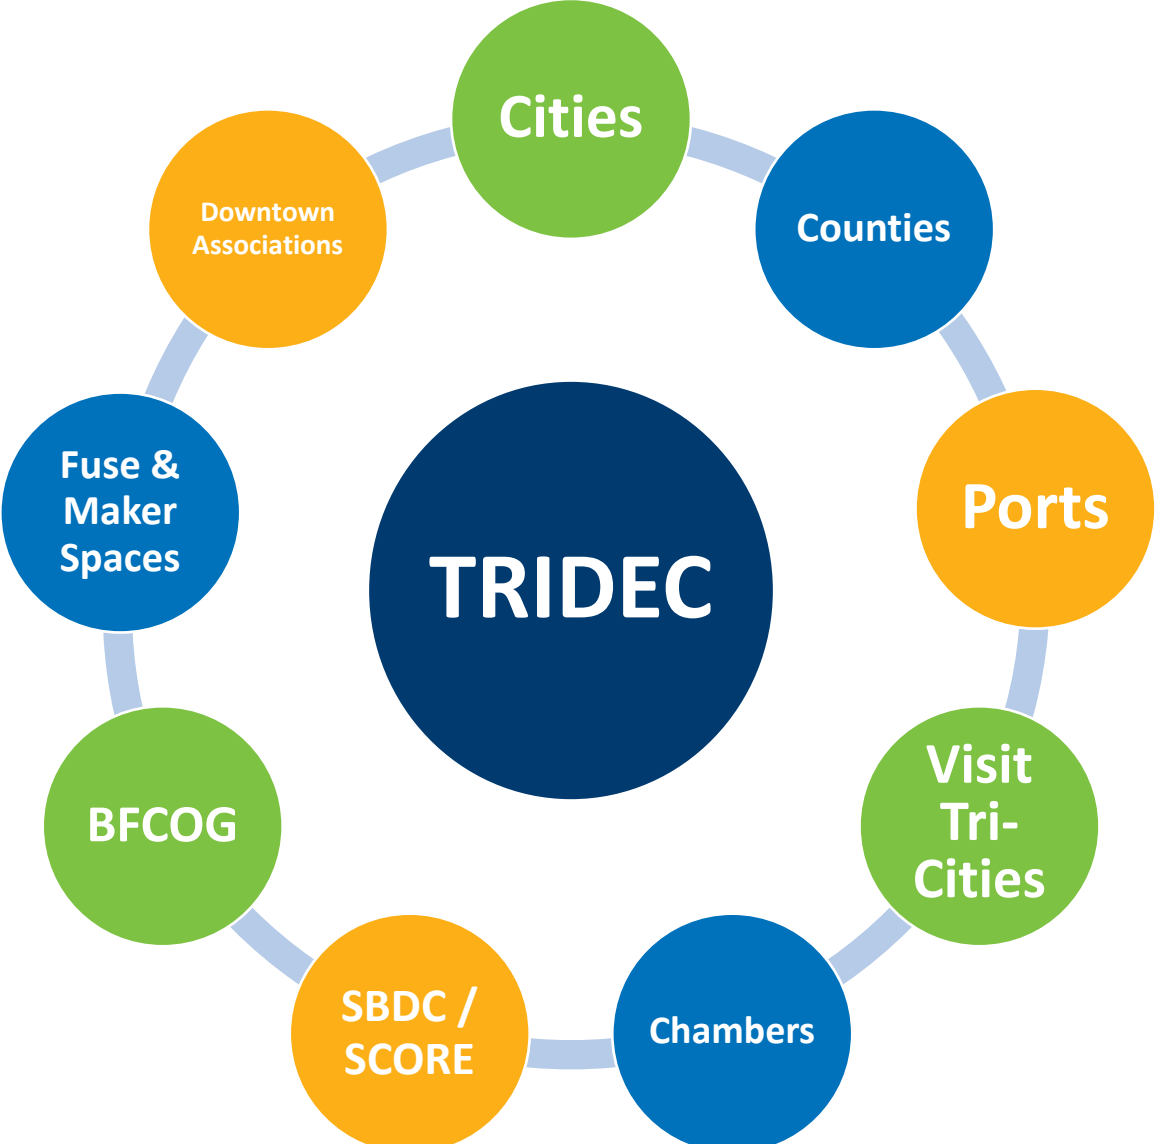 Cities
Counties
Ports
Visit
Tri-
Cities
Chambers
SBDC /
SCORE
BFCOG
Fuse &
Maker
Spaces
Downtown
Associations
TRIDEC